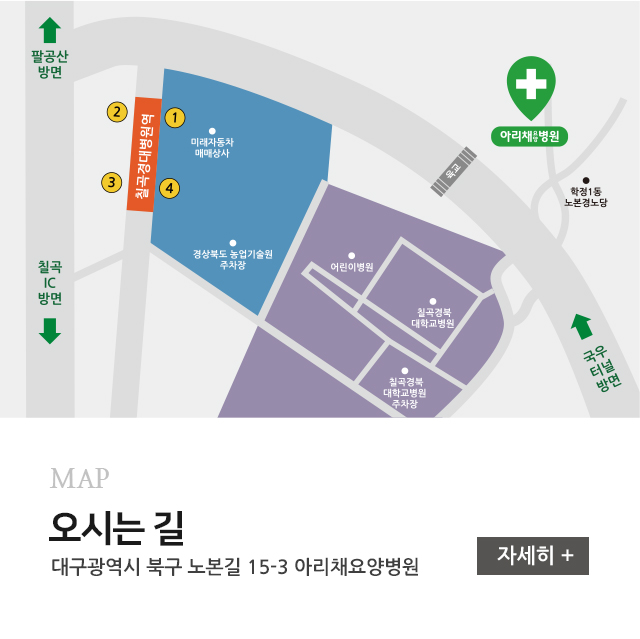 팔공산
방면
2
1
칠곡경대병원역
3
4
미래자동차
매매상사
아리채요양병원
육교
학정1동
노본경노당
경상북도 농업기술원
주차장
어린이병원
칠곡
IC
방면
칠곡경북
대학교병원
국우
터널
방면
칠곡경북
대학교병원
주차장
MAP
오시는 길
대구광역시 북구 노본길 15-3 아리채요양병원
자세히 +